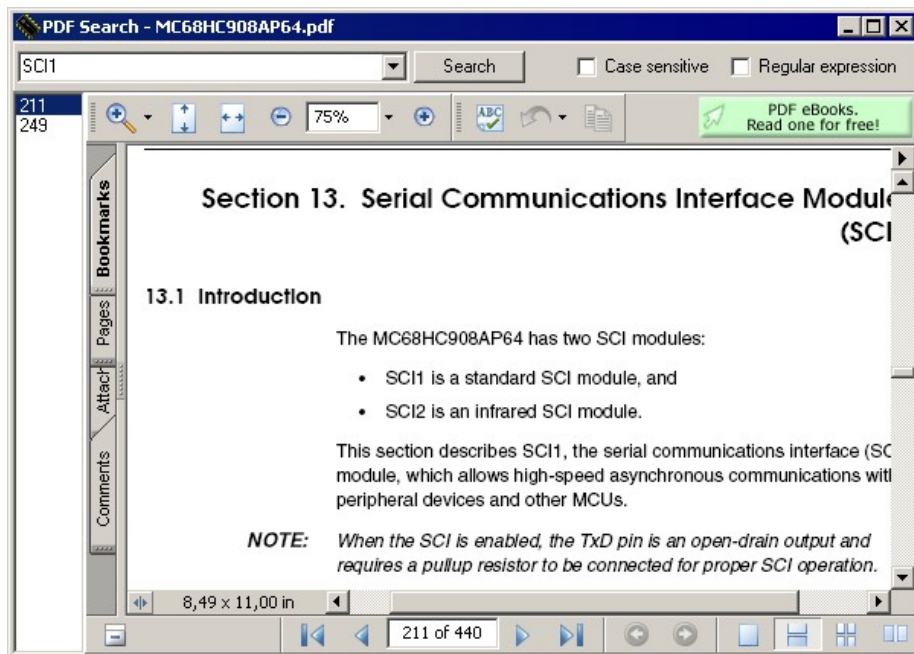 PDF Search - MC68HC908AP64.pdf
SCI1
Search
Case sensitive
Regular expression
211
249
75%
ABC
PDF eBooks.
Read one for free!
Bookmarks
Pages
Attach
Comments
Section 13. Serial Communications Interface Module
(SCI
13.1 Introduction
The MC68HC908AP64 has two SCI modules:
• SCI1 is a standard SCI module, and
• SCI2 is an infrared SCI module.
This section describes SCI1, the serial communications interface (SC
module, which allows high-speed asynchronous communications with
peripheral devices and other MCUs.
NOTE: When the SCI is enabled, the TxD pin is an open-drain output and
requires a pullup resistor to be connected for proper SCI operation.
8,49 x 11,00 in
211 of 440